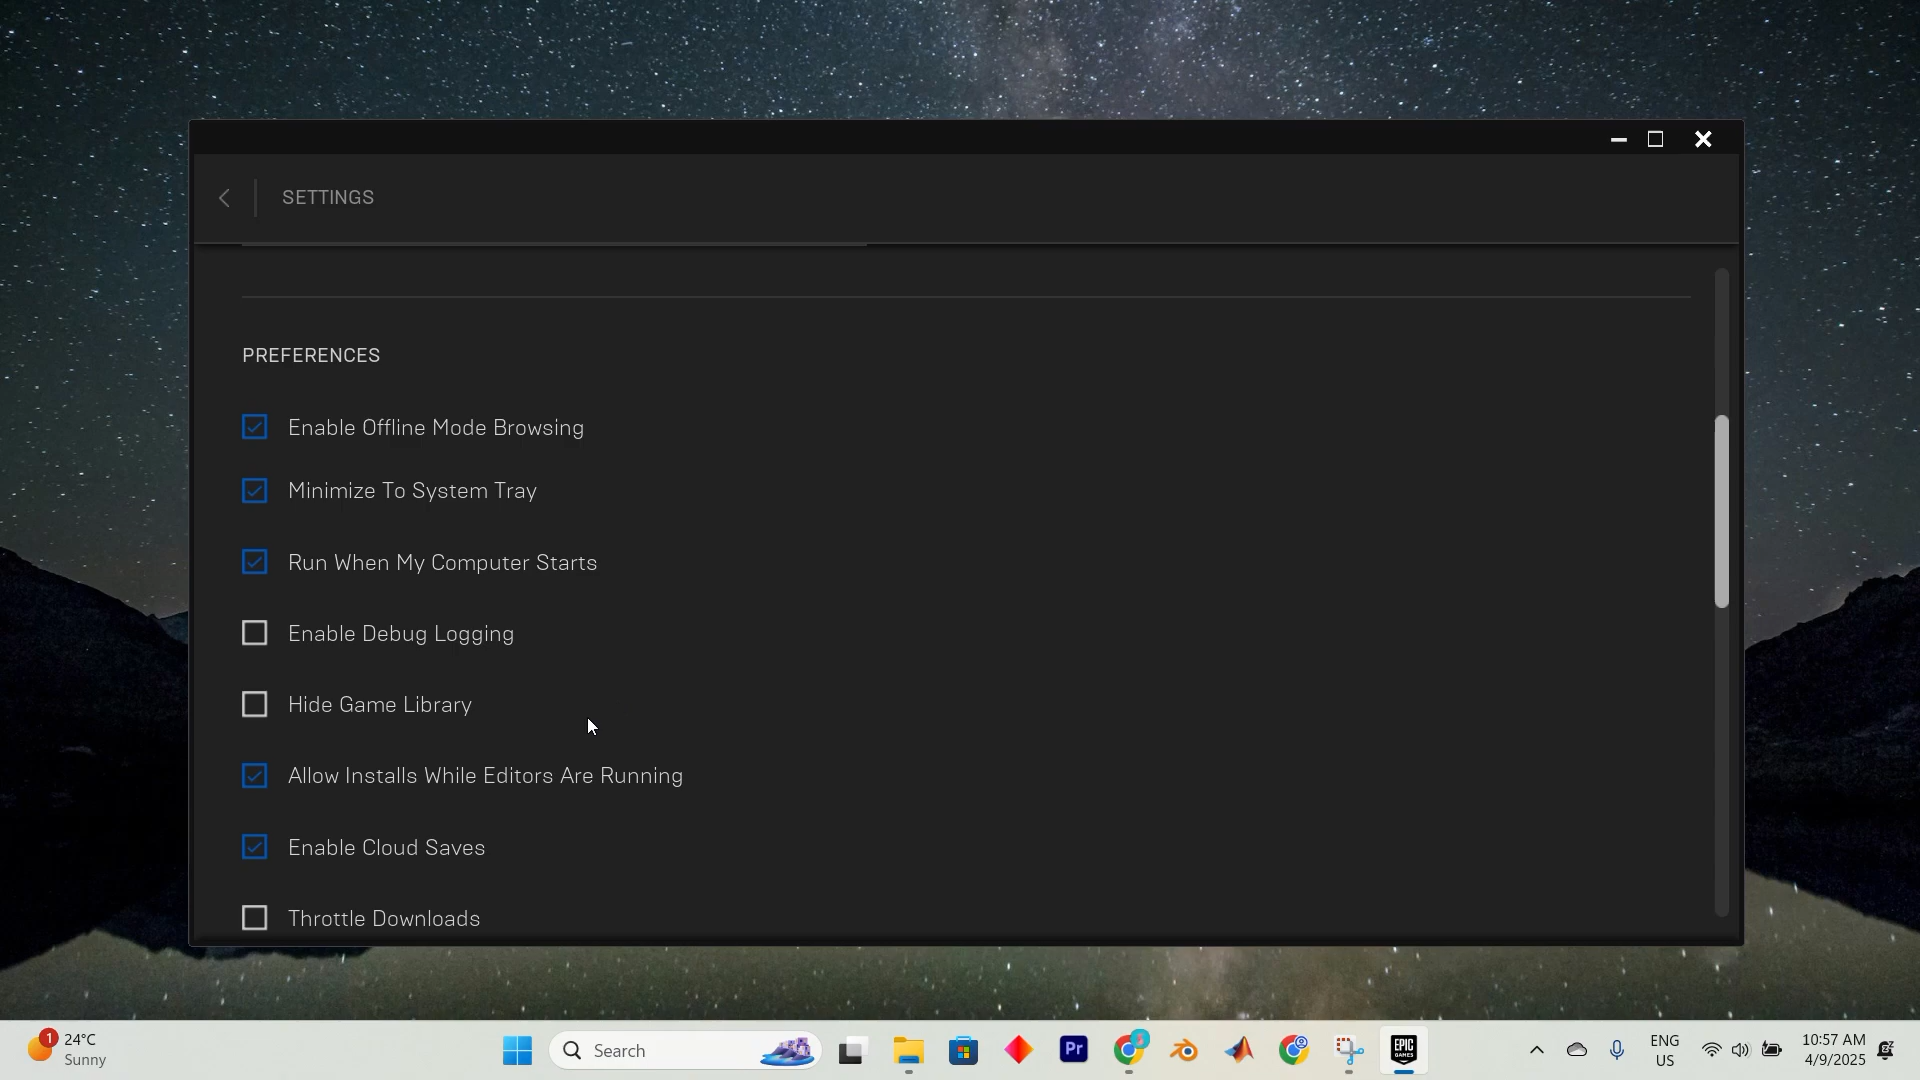 SETTINGS
PREFERENCES
Enable Offline Mode Browsing
Minimize To System Tray
Run When My Computer Starts
Enable Debug Logging
Hide Game Library
Allow Installs While Editors Are Running
Enable Cloud Saves
Throttle Downloads
1
24°C
Sunny
Search
Pr
EPIC
GAMES
ENG
US
10:57 AM
4/9/2025